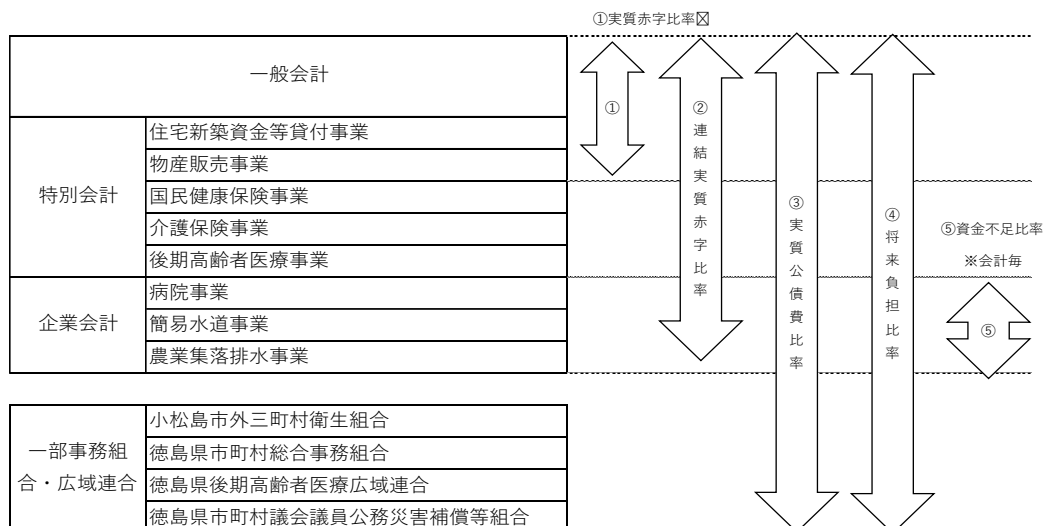 ①実質赤字比率
一般会計
特別会計
住宅新築資金等貸付事業
物産販売事業
国民健康保険事業
介護保険事業
後期高齢者医療事業
企業会計
病院事業
簡易水道事業
農業集落排水事業
一部事務組
合・広域連合
小松島市外三町村衛生組合
徳島県市町村総合事務組合
徳島県後期高齢者医療広域連合
徳島県市町村議会議員公務災害補償等組合
①
②連結実質赤字比率
③実質公債費比率
④将来負担比率
⑤資金不足比率
※会計毎
⑤